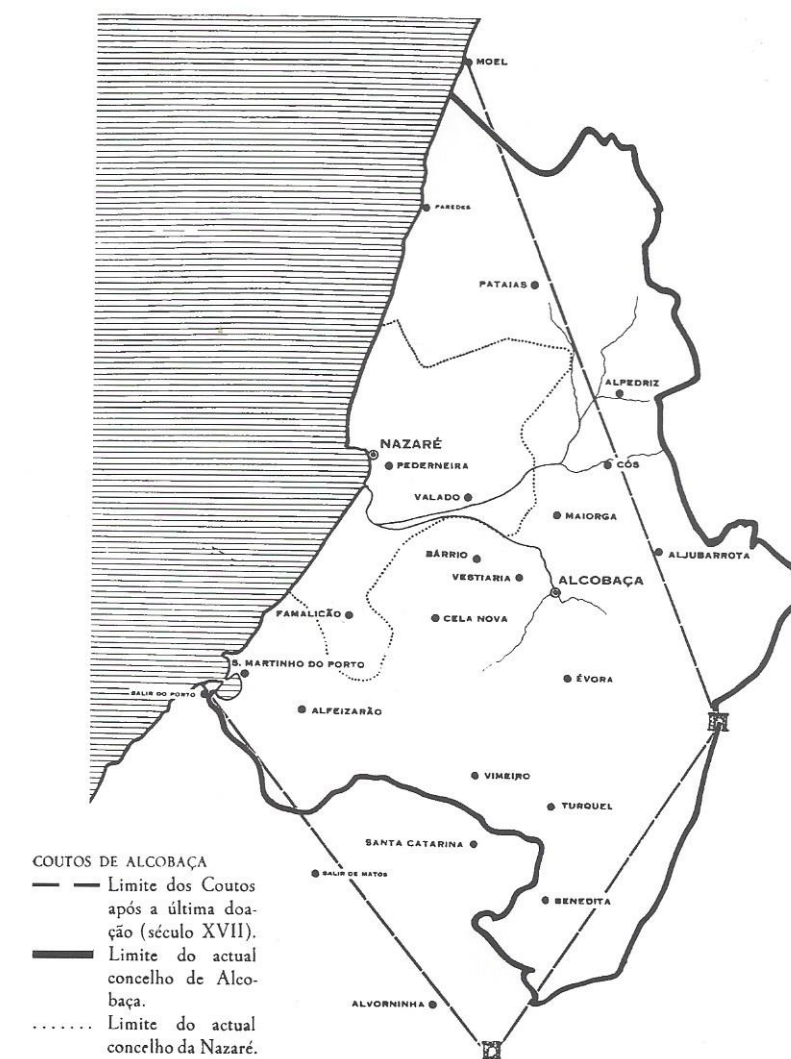 MOEL
PAREDES
PATAIAS
ALPEDRIZ
NAZARÉ
PEDERNEIRA
CÓS
VALADO
MAIORGA
ALJUBARROTA
BÁRRIO
VESTIARIA
ALCOBAÇA
FAMALICÃO
CELA NOVA
S. MARTINHO DO PORTO
ÉVORA
SALIR DO PORTO
ALFEIZARÃO
VIMEIRO
TURQUEL
SANTA CATARINA
SALIR DE MATOS
BENEDITA
ALVORNINHA
COUTOS DE ALCOBAÇA
Limite dos Coutos
após a última doa-
ção (século XVII).
Limite do actual
concelho de Alco-
baça.
....... Limite do actual
concelho da Nazaré.